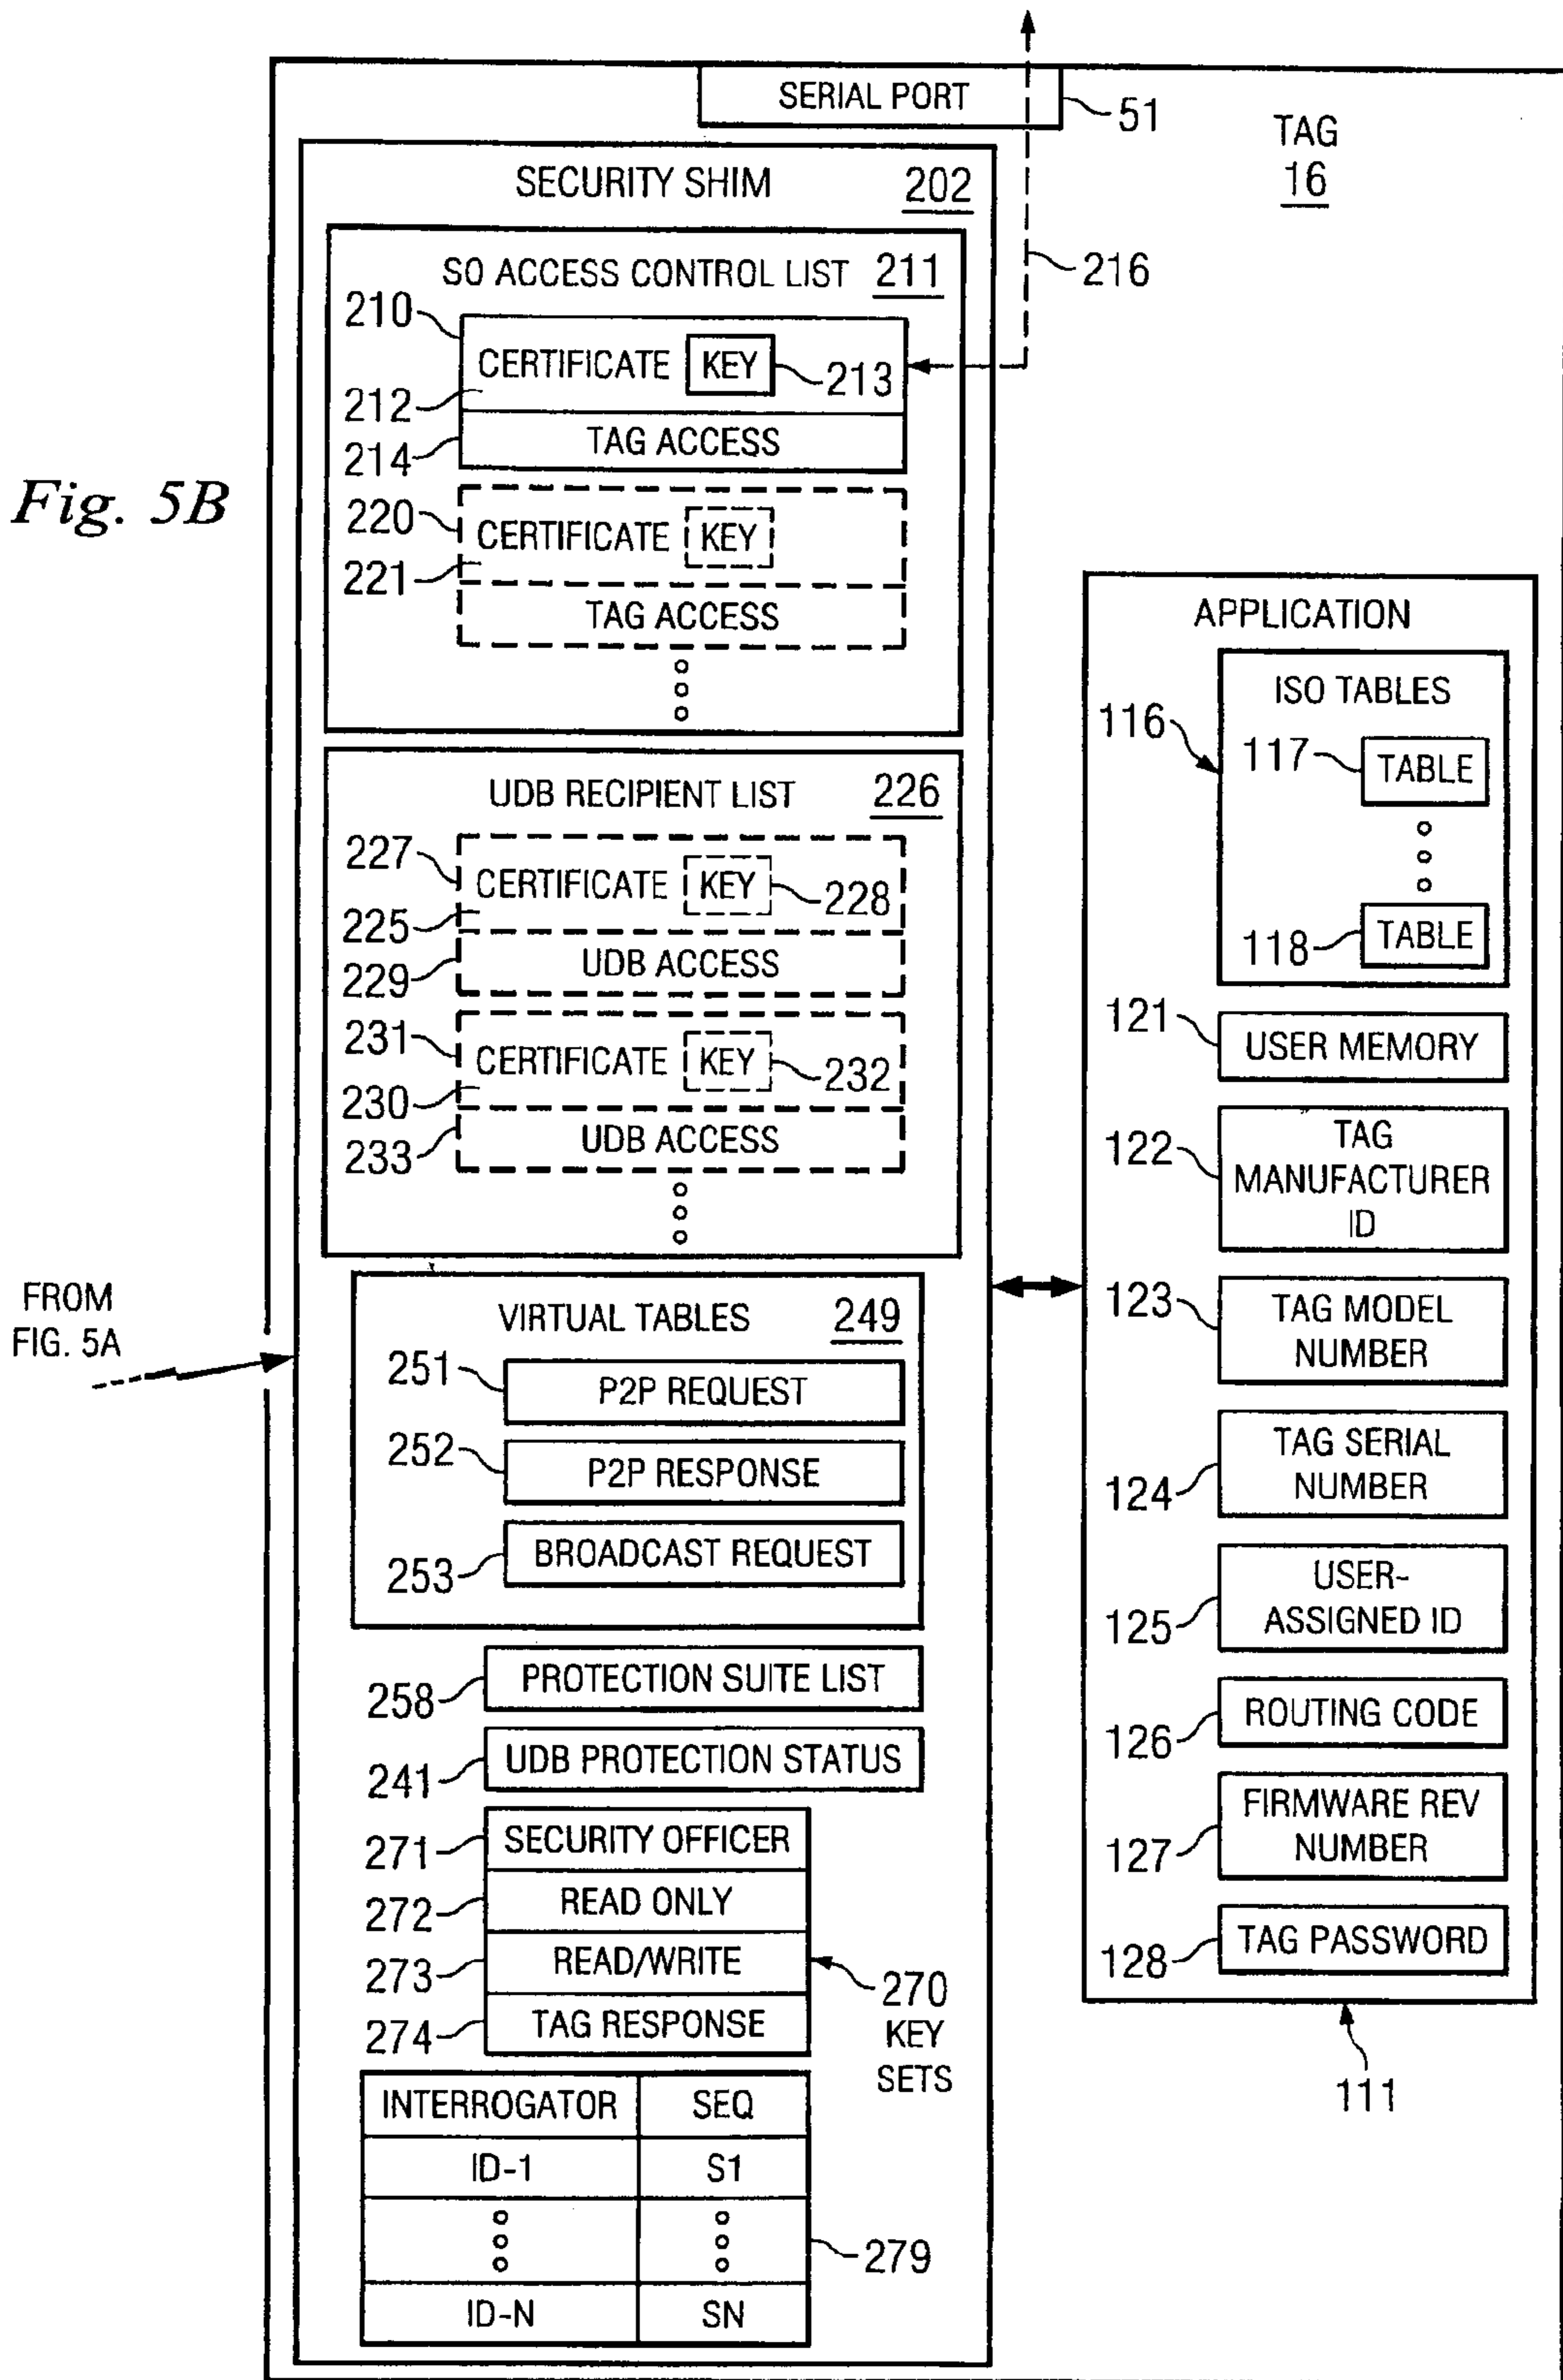 Fig. 5B
FROM
FIG. 5A
SERIAL PORT
51
TAG
16
SECURITY SHIM
202
216
SO ACCESS CONTROL LIST
211
210
CERTIFICATE
KEY
213
212
214
TAG ACCESS
220
CERTIFICATE
KEY
221
TAG ACCESS
UDB RECIPIENT LIST
226
227
CERTIFICATE
KEY
228
225
229
UDB ACCESS
231
CERTIFICATE
KEY
232
230
233
UDB ACCESS
VIRTUAL TABLES
249
251
P2P REQUEST
252
P2P RESPONSE
253
BROADCAST REQUEST
258
PROTECTION SUITE LIST
241
UDB PROTECTION STATUS
271
SECURITY OFFICER
272
READ ONLY
273
READ/WRITE
274
TAG RESPONSE
270
KEY
SETS
INTERROGATOR SEQ
ID-1 S1
ID-N SN
279
APPLICATION
ISO TABLES
116
117
TABLE
118
TABLE
121
USER MEMORY
122
TAG
MANUFACTURER
ID
123
TAG MODEL
NUMBER
124
TAG SERIAL
NUMBER
125
USER-
ASSIGNED ID
126
ROUTING CODE
127
FIRMWARE REV
NUMBER
128
TAG PASSWORD
111